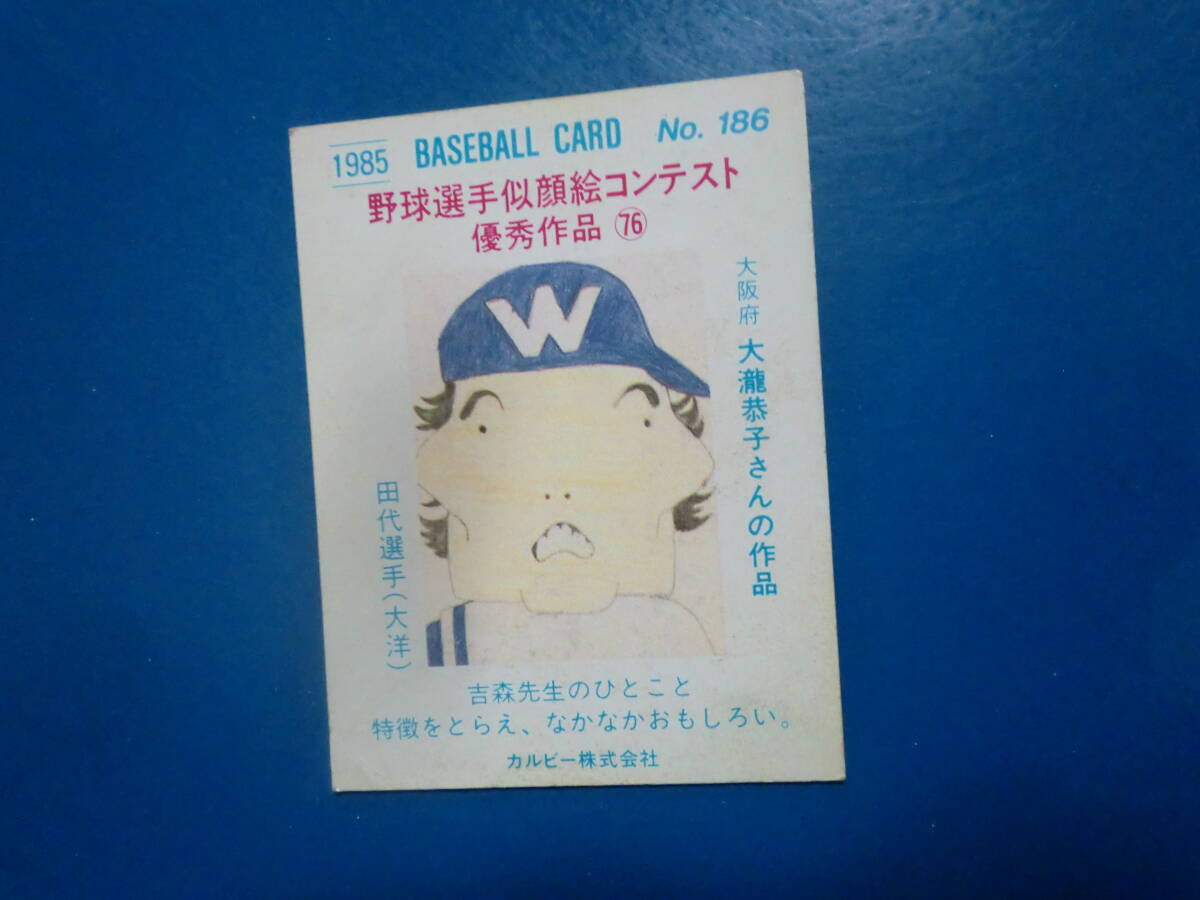 1985 BASEBALL CARD No. 186
野球選手似顔絵コンテスト
優秀作品 ㊻
W
大阪府 大瀧恭子さんの作品
田代選手(大洋)
吉森先生のひとこと
特徴をとらえ、なかなかおもしろい。
カルビー株式会社